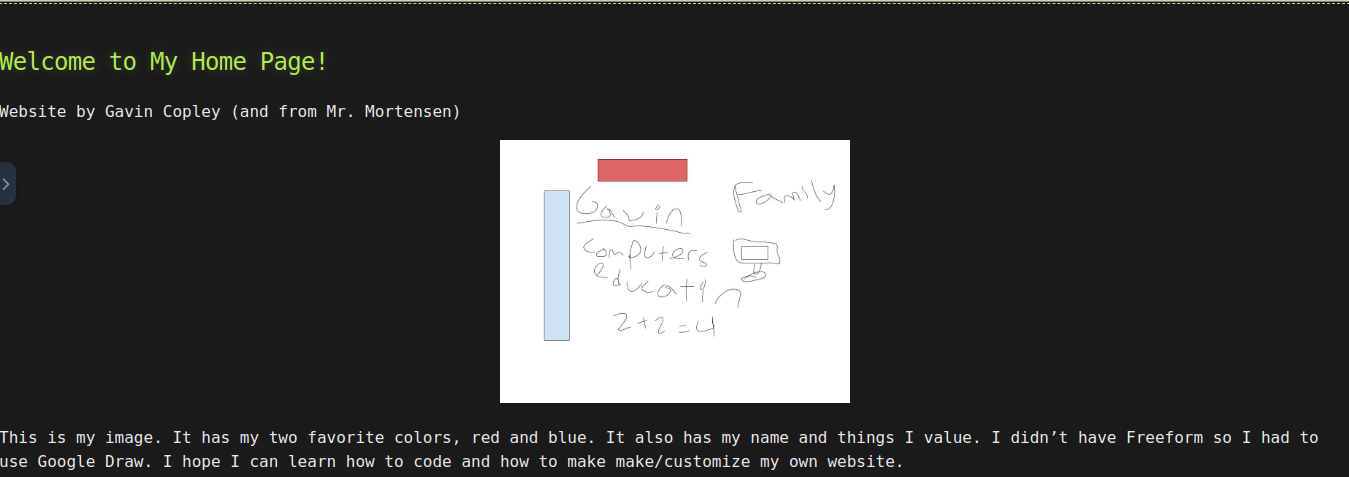 Welcome to My Home Page!
Website by Gavin Copley (and from Mr. Mortensen)
Gavin
Family
computers
educatin
2+2=4
This is my image. It has my two favorite colors, red and blue. It also has my name and things I value. I didn’t have Freeform so I had to
use Google Draw. I hope I can learn how to code and how to make make/customize my own website.